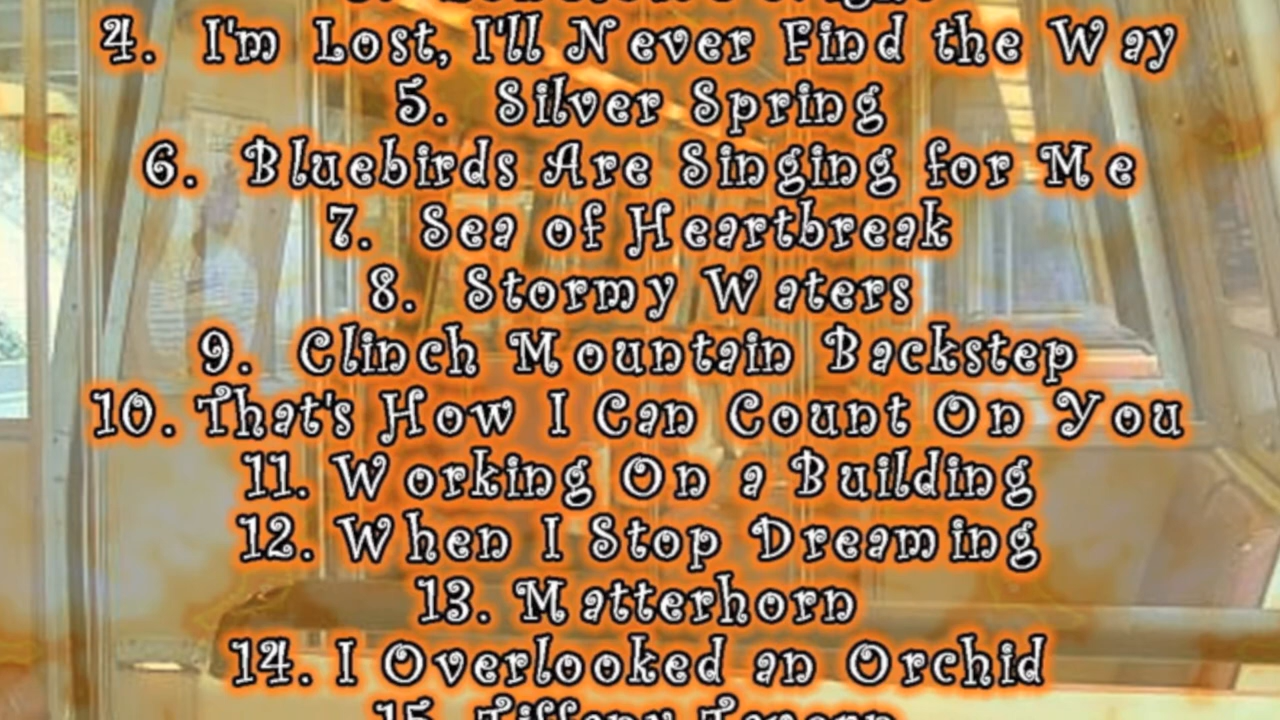 4. I'm Lost, I'll Never Find the Way
5. Silver Spring
6. Bluebirds Are Singing for Me
7. Sea of Heartbreak
8. Stormy Waters
9. Clinch Mountain Backstep
10. That's How I Can Count On You
11. Working On a Building
12. When I Stop Dreaming
13. Matterhorn
14. I Overlooked an Orchid
15.